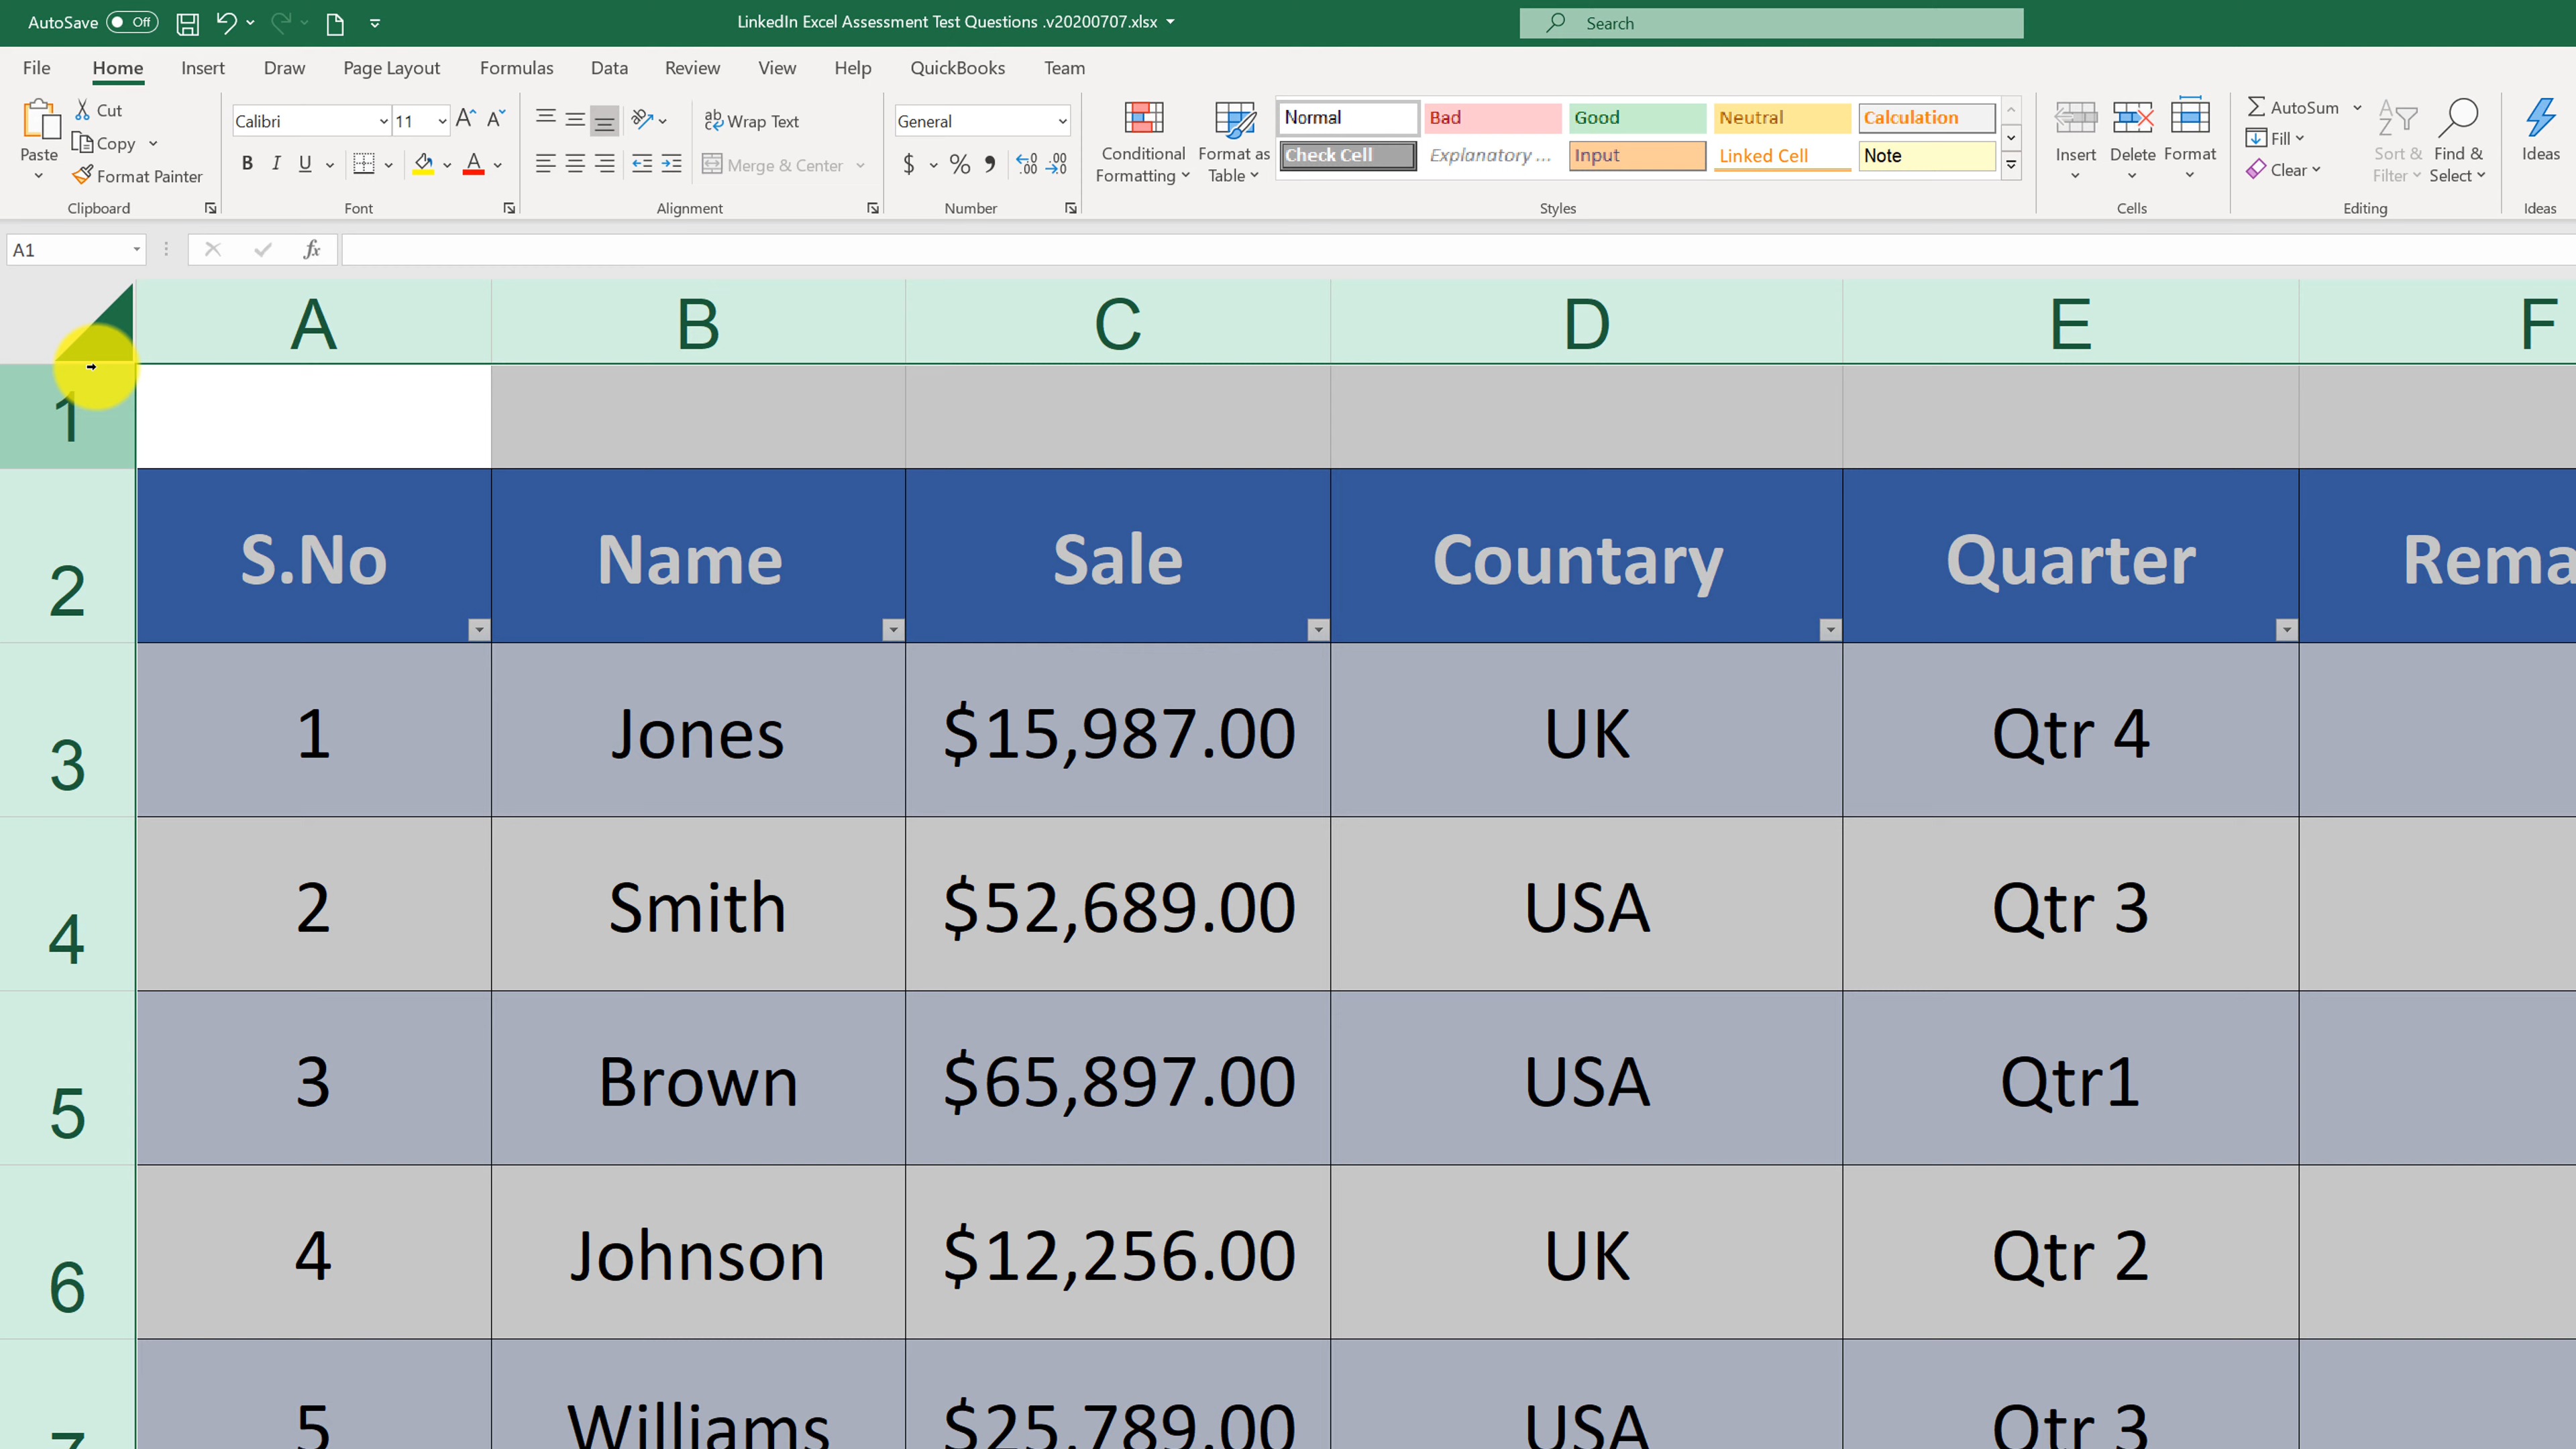 AutoSave Off LinkedIn Excel Assessment Test Questions .v20200707.xlsx Search
File Home Insert Draw Page Layout Formulas Data Review View Help QuickBooks Team
Paste Cut Copy Format Painter
Clipboard
Calibri 11
B I U A
Font
Wrap Text
Merge & Center
Alignment
General
$ % , .00 .00
Number
Conditional Formatting
Format as Table
Normal Bad Good Neutral Calculation
Check Cell Explanatory ... Input Linked Cell Note
Styles
Insert Delete Format
Cells
AutoSum
Fill
Clear
Sort & Filter
Find & Select
Editing
Ideas
Ideas
A1 fx
A B C D E F
1
2 S.No Name Sale Countary Quarter Rema
3 1 Jones $15,987.00 UK Qtr 4
4 2 Smith $52,689.00 USA Qtr 3
5 3 Brown $65,897.00 USA Qtr1
6 4 Johnson $12,256.00 UK Qtr 2
7 5 Williams $25,789.00 USA Qtr 3